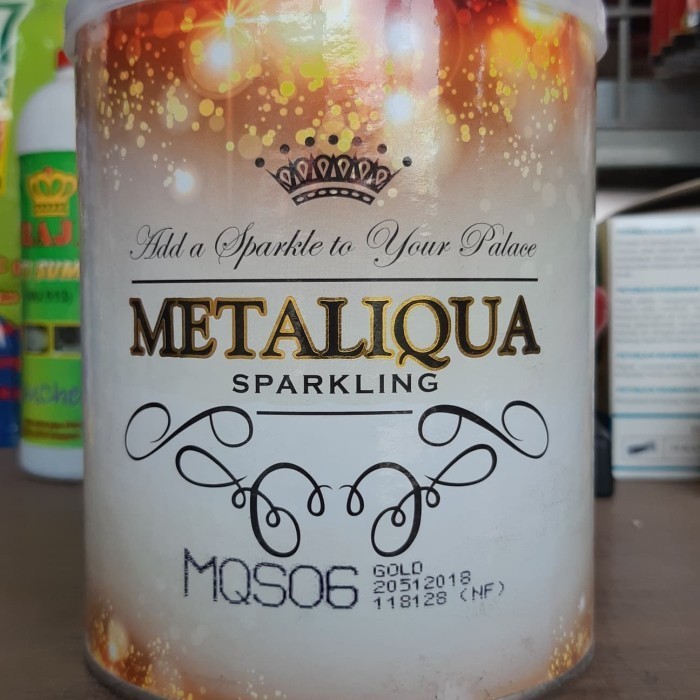 Add a Sparkle to Your Palace
METALIQUA
SPARKLING
MQS06
GOLD
20512018
118128 (NF)